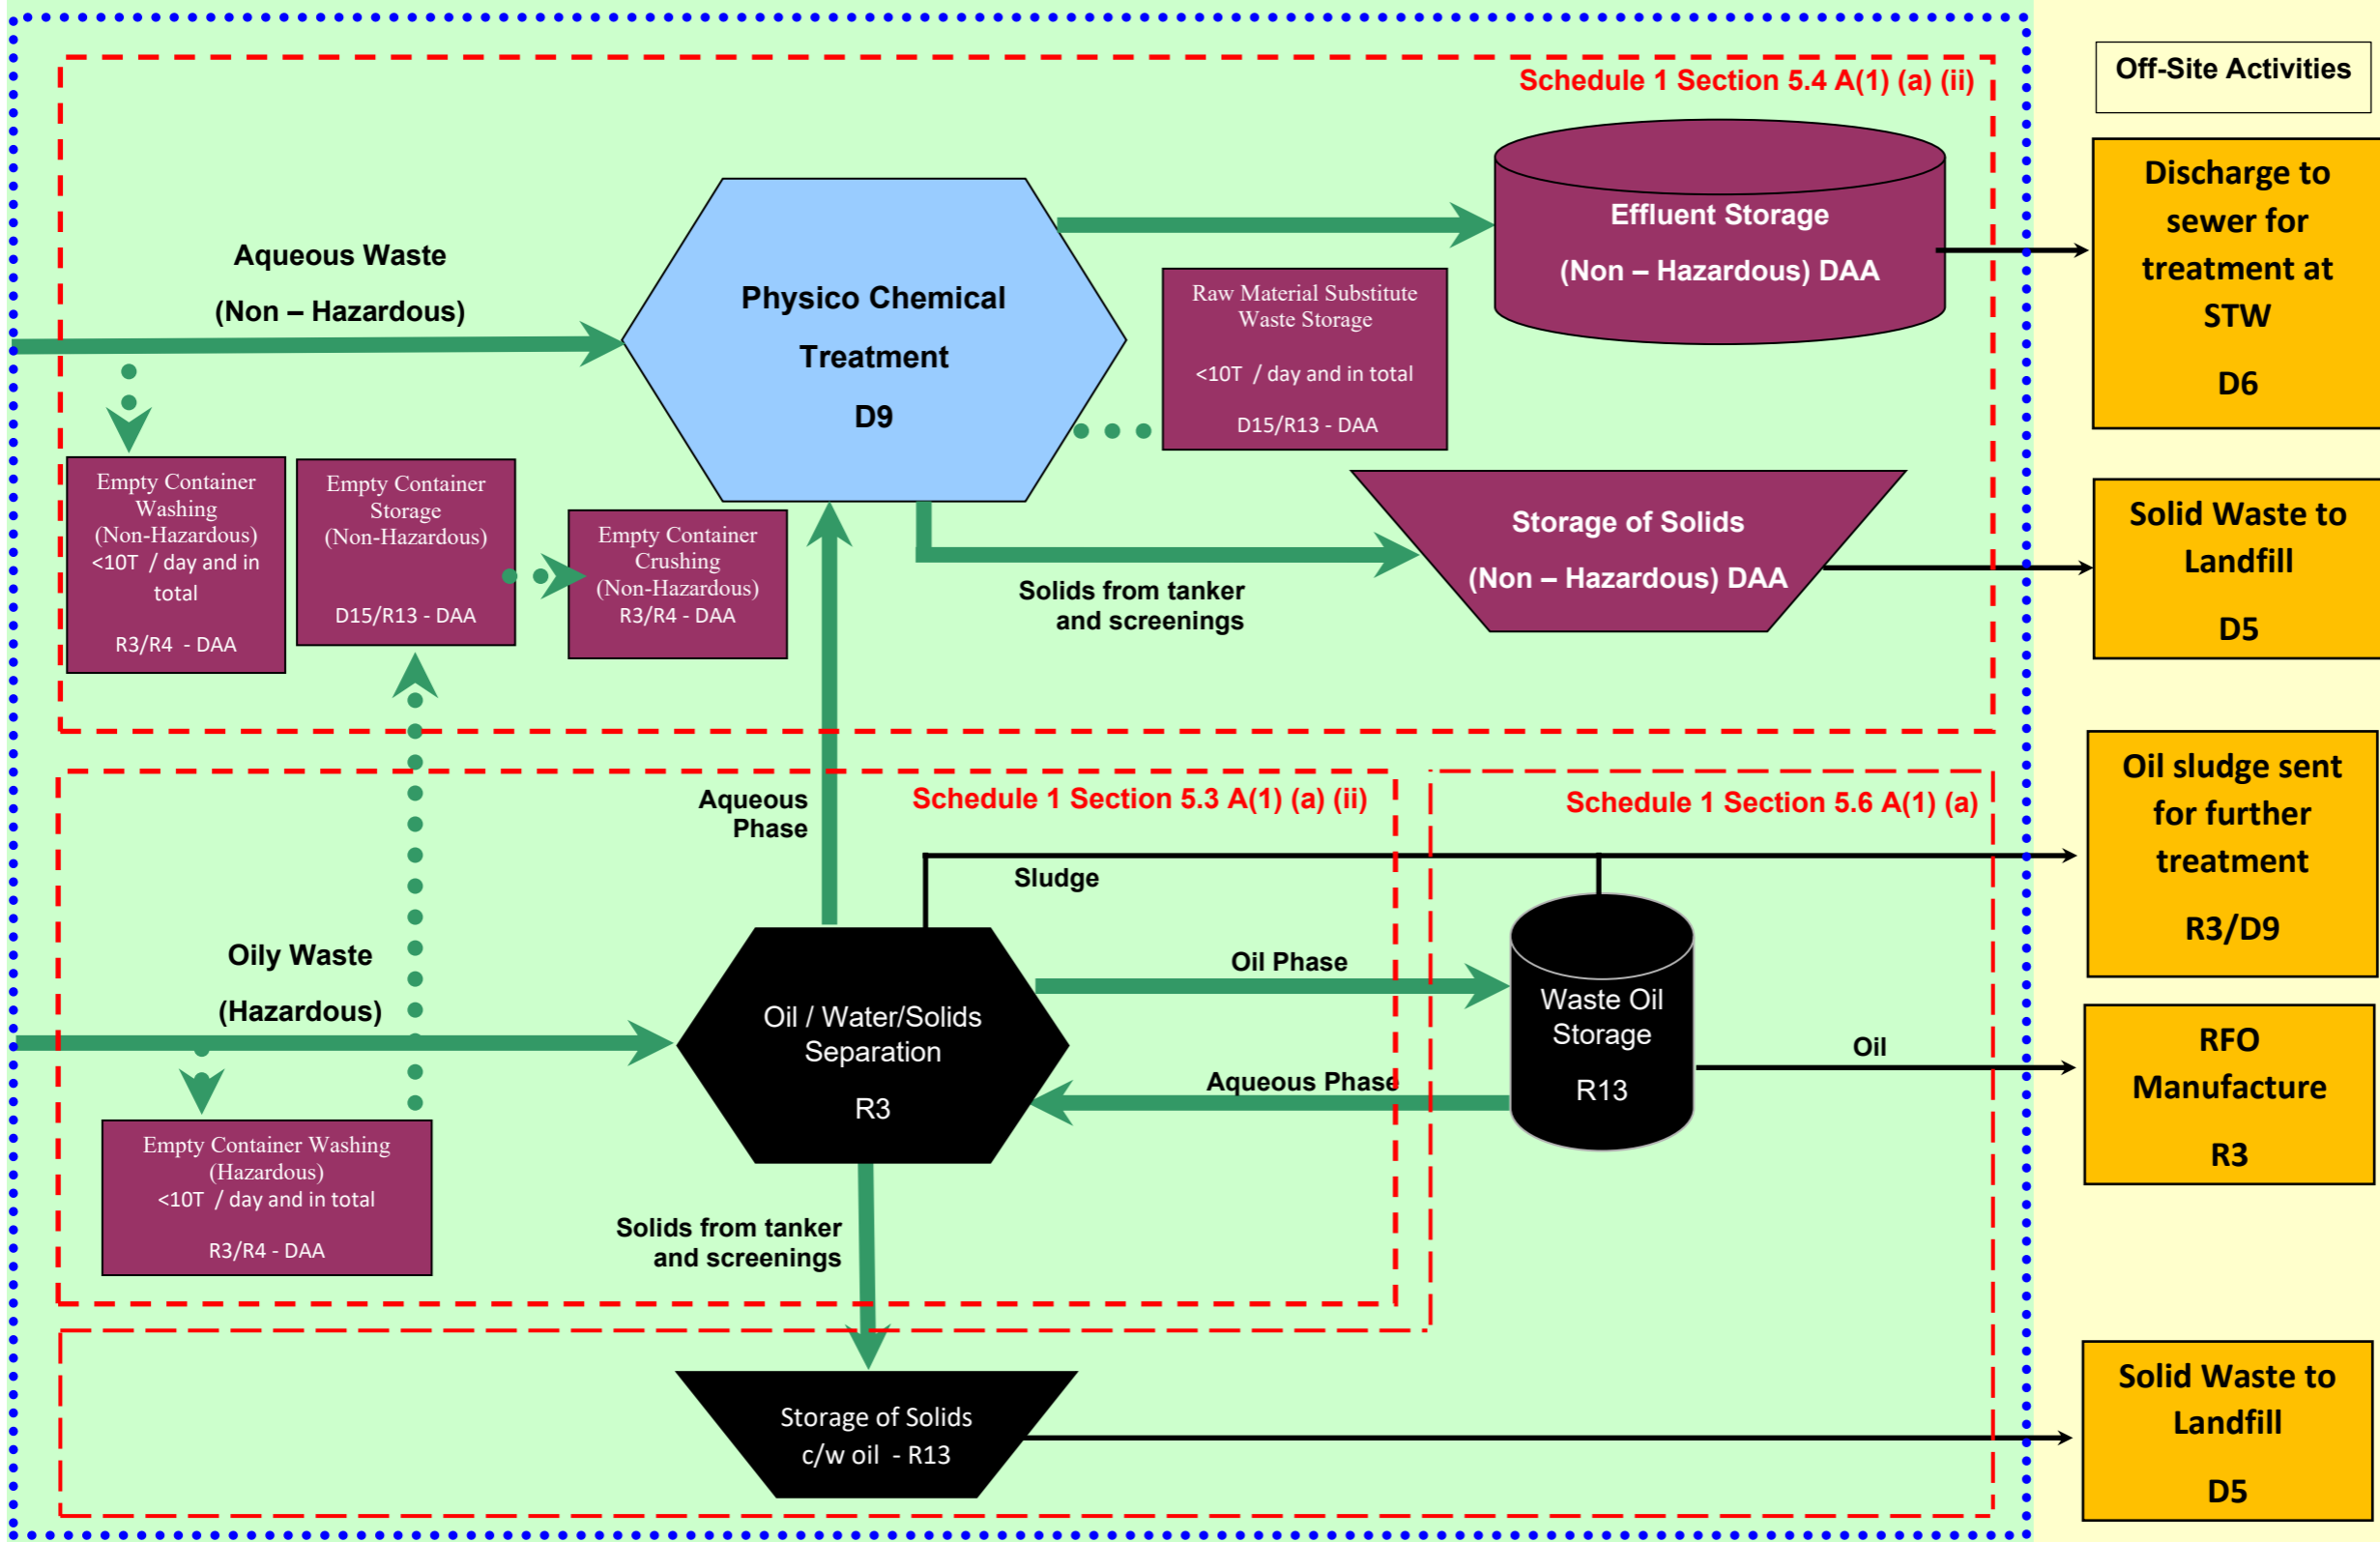 Schedule 1 Section 5.4 A(1) (a) (ii)
Off-Site Activities
Aqueous Waste
(Non – Hazardous)
Physico Chemical
Treatment
D9
Effluent Storage
(Non – Hazardous) DAA
Raw Material Substitute
Waste Storage
<10T / day and in total
D15/R13 - DAA
Discharge to
sewer for
treatment at
STW
D6
Empty Container
Washing
(Non-Hazardous)
<10T / day and in
total
R3/R4 - DAA
Empty Container
Storage
(Non-Hazardous)
D15/R13 - DAA
Empty Container
Crushing
(Non-Hazardous)
R3/R4 - DAA
Solids from tanker
and screenings
Storage of Solids
(Non – Hazardous) DAA
Solid Waste to
Landfill
D5
Aqueous
Phase
Schedule 1 Section 5.3 A(1) (a) (ii)
Schedule 1 Section 5.6 A(1) (a)
Sludge
Oil sludge sent
for further
treatment
R3/D9
Oily Waste
(Hazardous)
Oil / Water/Solids
Separation
R3
Oil Phase
Aqueous Phase
Waste Oil
Storage
R13
Oil
RFO
Manufacture
R3
Empty Container Washing
(Hazardous)
<10T / day and in total
R3/R4 - DAA
Solids from tanker
and screenings
Storage of Solids
c/w oil - R13
Solid Waste to
Landfill
D5